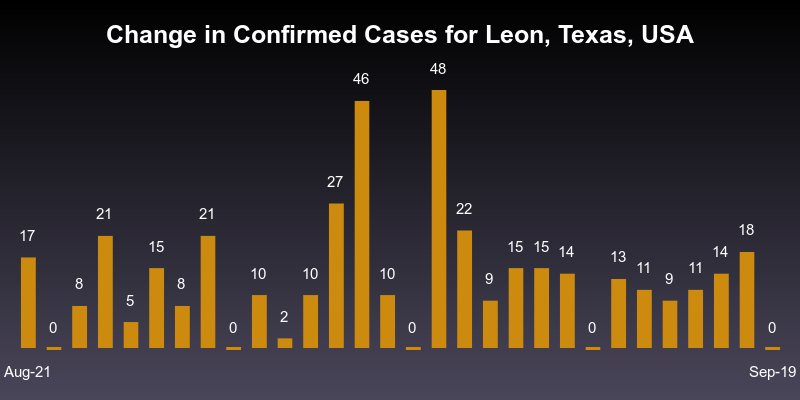 Change in Confirmed Cases for Leon, Texas, USA
17 0 8 21 5 15 8 21 0 10 2 10 27 46 10 0 48 22 9 15 15 14 0 13 11 9 11 14 18 0
Aug-21 Sep-19